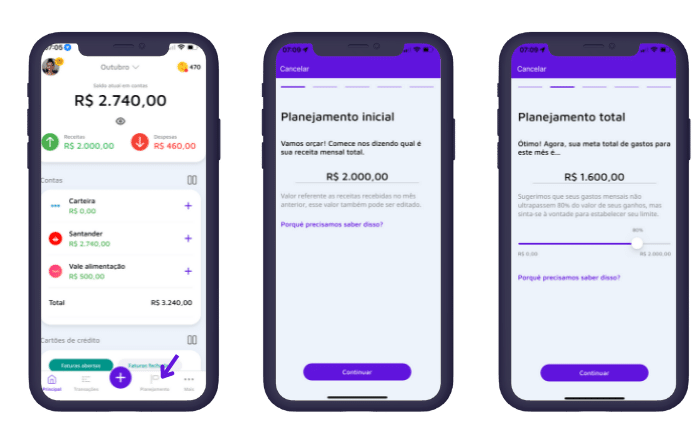 07:05
Outubro
470
Saldo atual em contas
R$ 2.740,00
Receitas
R$ 2.000,00
Despesas
R$ 460,00
Contas
Carteira
R$ 0,00
Santander
R$ 2.740,00
Vale alimentação
R$ 500,00
Total
R$ 3.240,00
Cartões de crédito
Faturas abertas
Faturas fechadas
Principal
Transações
Planejamento
Mais
07:05
Cancelar
Planejamento inicial
Vamos orçar! Comece nos dizendo qual é
sua receita mensal total.
R$ 2.000,00
Valor referente as receitas recebidas no mês
anterior, esse valor também pode ser editado.
Porquê precisamos saber disso?
Continuar
07:05
Cancelar
Planejamento total
Ótimo! Agora, sua meta total de gastos para
este mês é...
R$ 1.600,00
Sugerimos que seus gastos mensais não
ultrapassem 80% do valor de seus ganhos, mas
sinta-se à vontade para estabelecer seu limite.
80%
R$ 0,00
R$ 2.000,00
Porquê precisamos saber disso?
Continuar